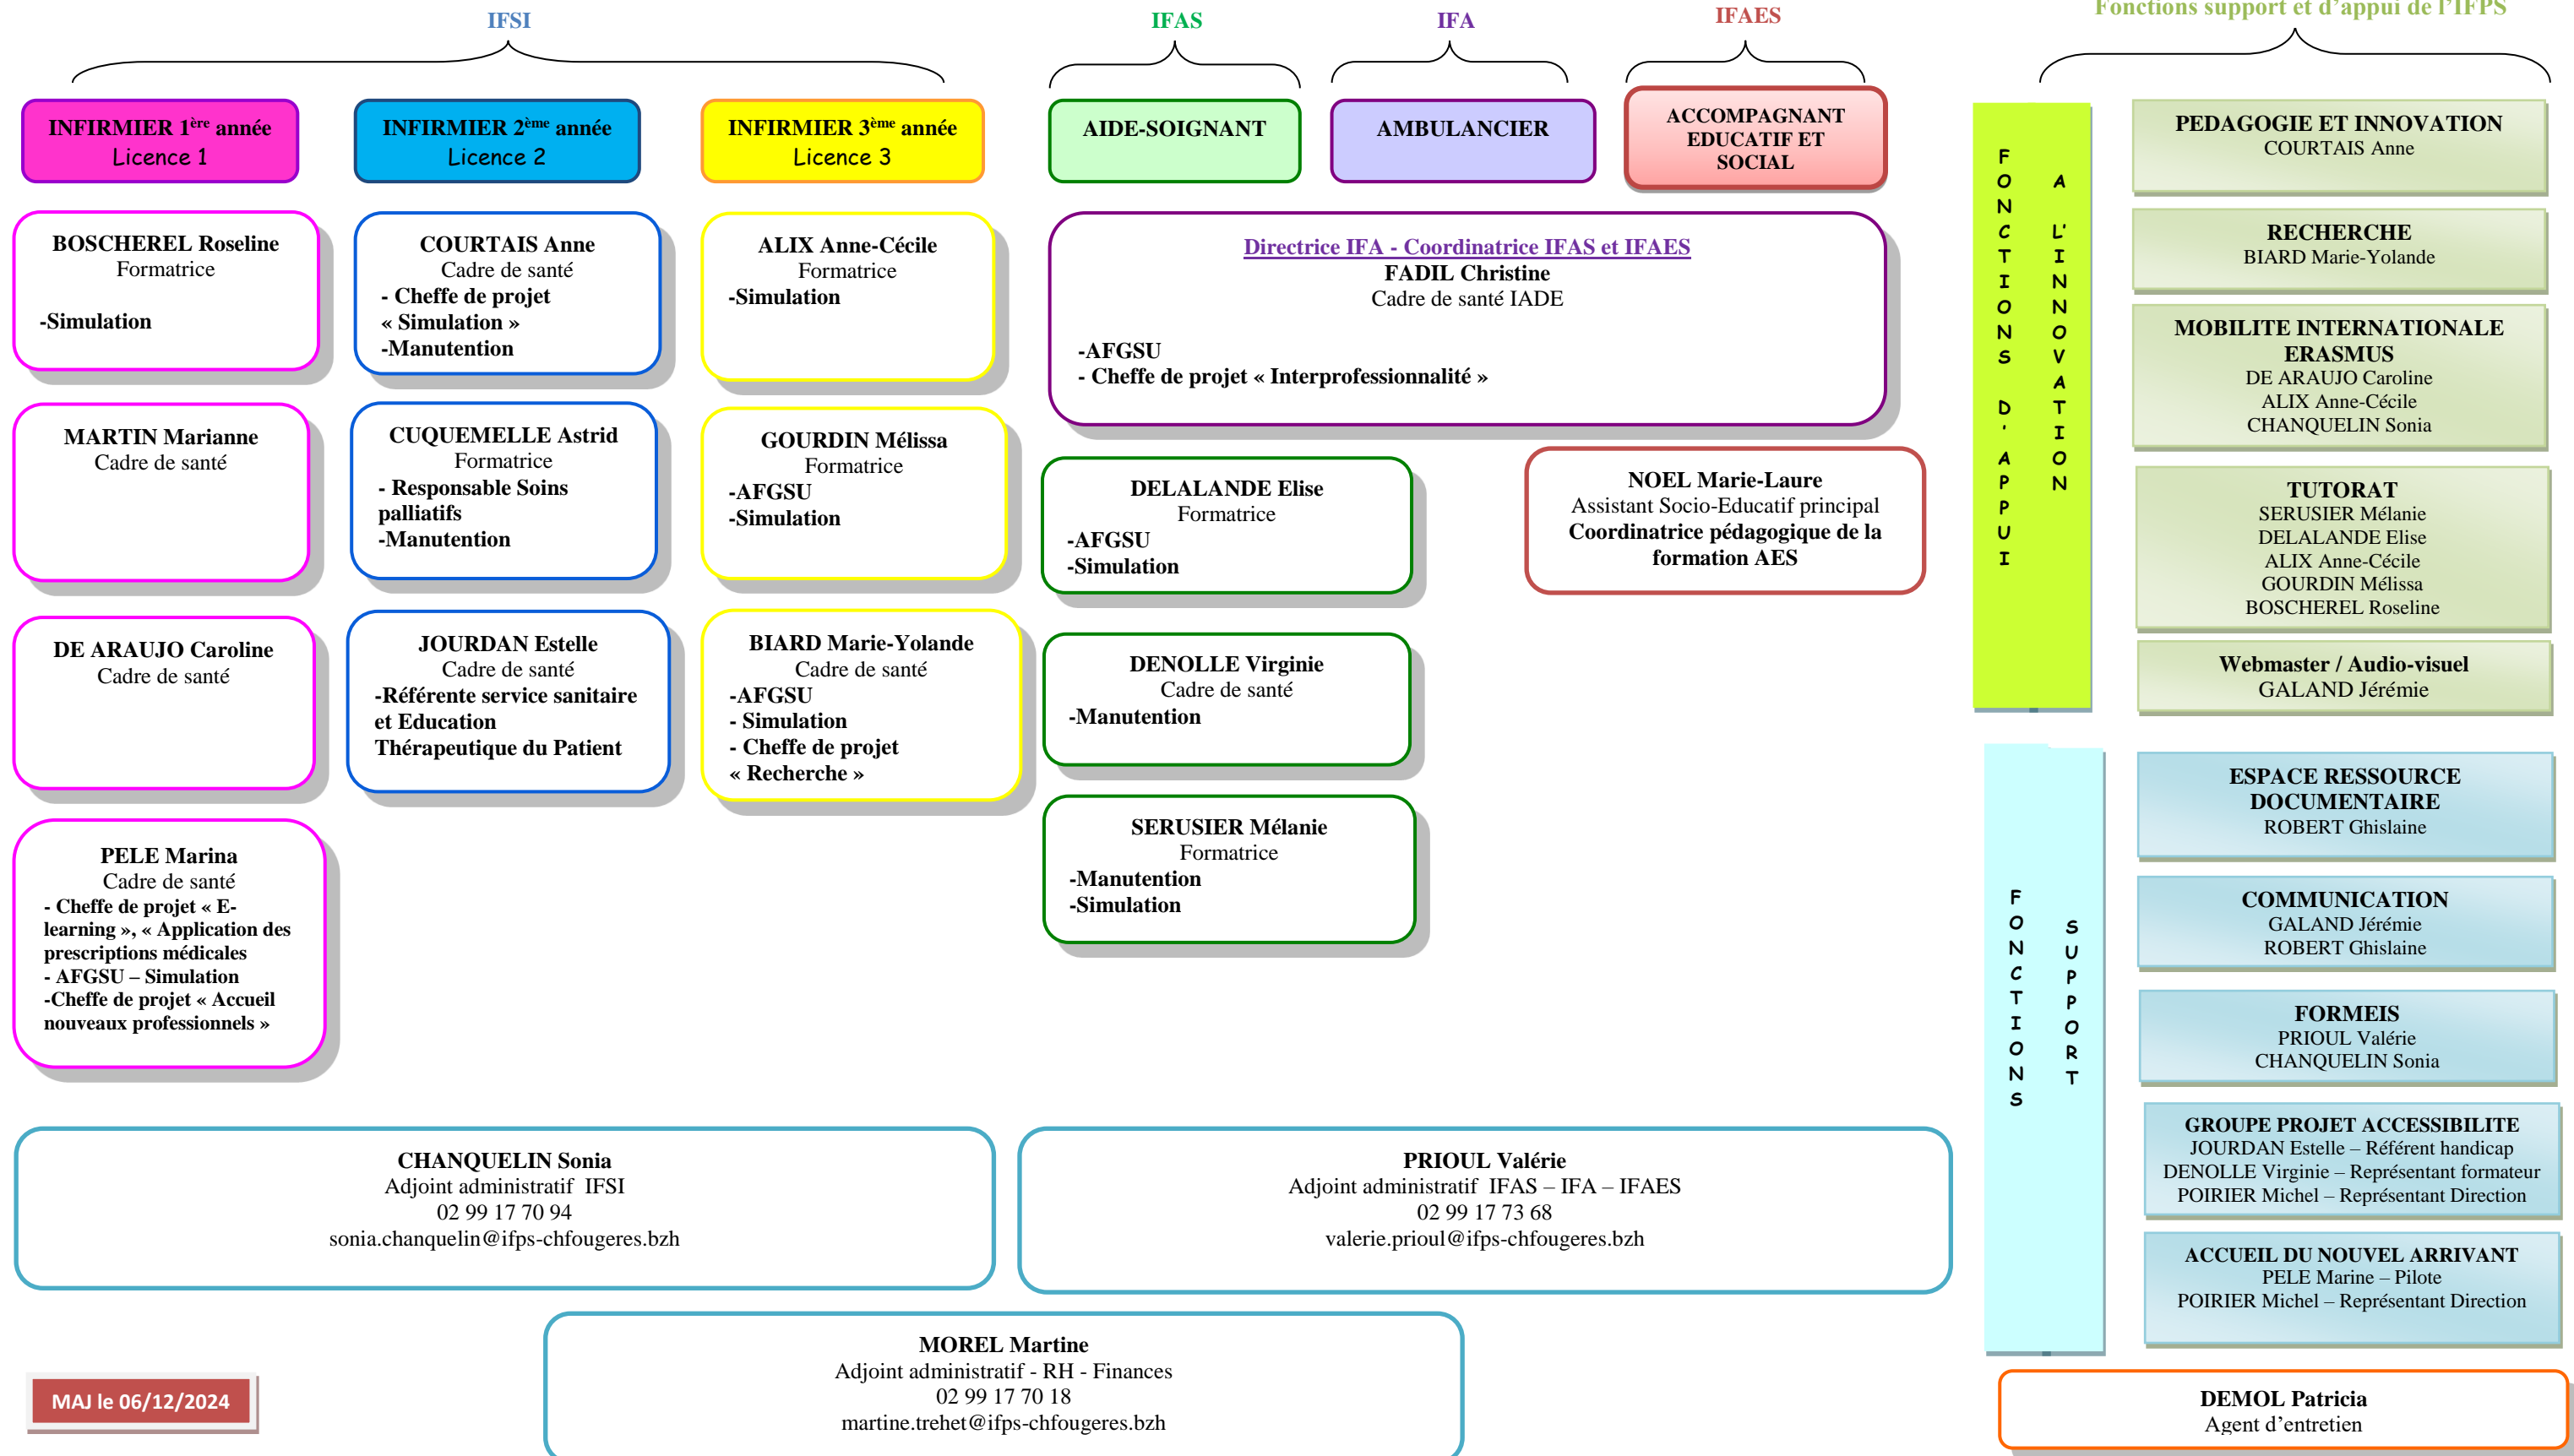 IFSI
IFAS
IFA
IFAES
Fonctions support et d’appui de l’IFPS
INFIRMIER 1ère année
Licence 1
INFIRMIER 2ème année
Licence 2
INFIRMIER 3ème année
Licence 3
AIDE-SOIGNANT
AMBULANCIER
ACCOMPAGNANT
EDUCATIF ET
SOCIAL
BOSCHEREL Roseline
Formatrice
-Simulation
MARTIN Marianne
Cadre de santé
DE ARAUJO Caroline
Cadre de santé
PELE Marina
Cadre de santé
- Cheffe de projet « E-
learning », « Application des
prescriptions médicales
- AFGSU – Simulation
-Cheffe de projet « Accueil
nouveaux professionnels »
COURTAIS Anne
Cadre de santé
- Cheffe de projet
« Simulation »
-Manutention
CUQUEMELLE Astrid
Formatrice
- Responsable Soins
palliatifs
-Manutention
JOURDAN Estelle
Cadre de santé
-Référente service sanitaire
et Education
Thérapeutique du Patient
ALIX Anne-Cécile
Formatrice
-Simulation
GOURDIN Mélissa
Formatrice
-AFGSU
-Simulation
BIARD Marie-Yolande
Cadre de santé
-AFGSU
- Simulation
- Cheffe de projet
« Recherche »
Directrice IFA - Coordinatrice IFAS et IFAES
FADIL Christine
Cadre de santé IADE
-AFGSU
- Cheffe de projet « Interprofessionnalité »
DELALANDE Elise
Formatrice
-AFGSU
-Simulation
DENOLLE Virginie
Cadre de santé
-Manutention
SERUSIER Mélanie
Formatrice
-Manutention
-Simulation
NOEL Marie-Laure
Assistant Socio-Educatif principal
Coordinatrice pédagogique de la
formation AES
FONCTIONS D'APPUI
A L’INNOVATION
PEDAGOGIE ET INNOVATION
COURTAIS Anne
RECHERCHE
BIARD Marie-Yolande
MOBILITE INTERNATIONALE
ERASMUS
DE ARAUJO Caroline
ALIX Anne-Cécile
CHANQUELIN Sonia
TUTORAT
SERUSIER Mélanie
DELALANDE Elise
ALIX Anne-Cécile
GOURDIN Mélissa
BOSCHEREL Roseline
Webmaster / Audio-visuel
GALAND Jérémie
FONCTIONS
SUPPORT
ESPACE RESSOURCE
DOCUMENTAIRE
ROBERT Ghislaine
COMMUNICATION
GALAND Jérémie
ROBERT Ghislaine
FORMEIS
PRIOUL Valérie
CHANQUELIN Sonia
GROUPE PROJET ACCESSIBILITE
JOURDAN Estelle – Référent handicap
DENOLLE Virginie – Représentant formateur
POIRIER Michel – Représentant Direction
ACCUEIL DU NOUVEL ARRIVANT
PELE Marine – Pilote
POIRIER Michel – Représentant Direction
CHANQUELIN Sonia
Adjoint administratif IFSI
02 99 17 70 94
sonia.chanquelin@ifps-chfougeres.bzh
PRIOUL Valérie
Adjoint administratif IFAS – IFA – IFAES
02 99 17 73 68
valerie.prioul@ifps-chfougeres.bzh
MOREL Martine
Adjoint administratif - RH - Finances
02 99 17 70 18
martine.trehet@ifps-chfougeres.bzh
MAJ le 06/12/2024
DEMOL Patricia
Agent d’entretien